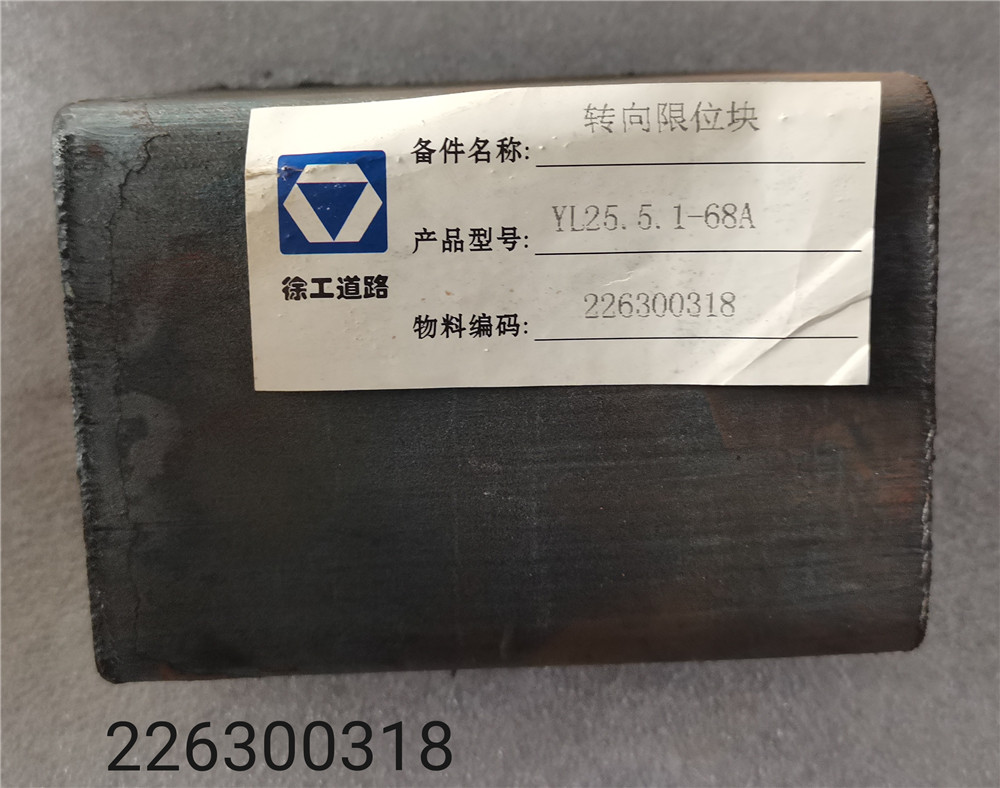 备件名称: 转向限位块
产品型号: YL25.5.1-68A
物料编码: 226300318
徐工道路
226300318